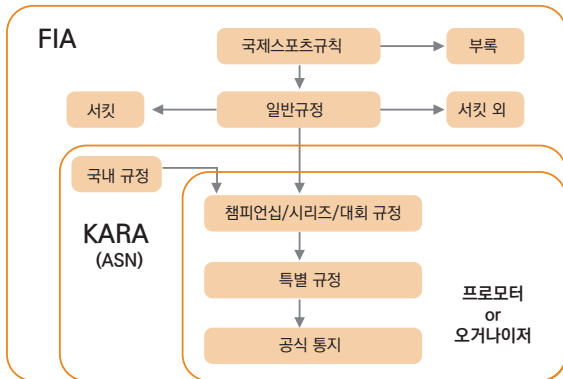 FIA
국제스포츠규칙
부록
서킷
일반규정
서킷 외
국내 규정
KARA
(ASN)
챔피언십/시리즈/대회 규정
특별 규정
프로모터
or
오거나이저
공식 통지